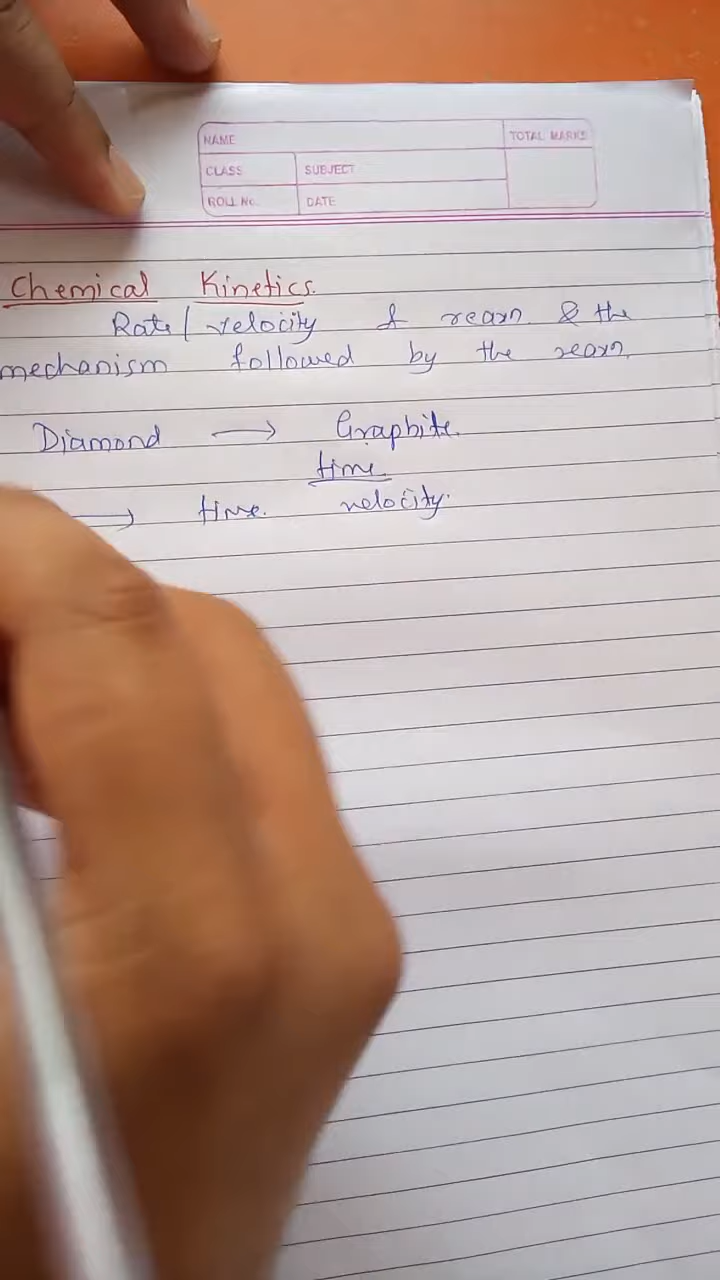 NAME TOTAL MARKS
CLASS SUBJECT
ROLL No. DATE
Chemical Kinetics.
Rate/velocity of reaxn & the
mechanism followed by the reaxn.
Diamond → Graphite.
time
→ time. velocity.